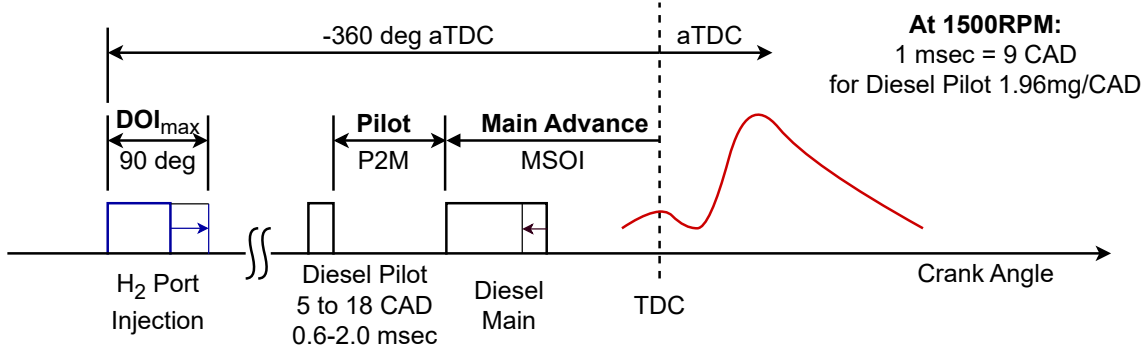 -360 deg aTDC
aTDC
At 1500RPM:
1 msec = 9 CAD
for Diesel Pilot 1.96mg/CAD
DOImax
90 deg
Pilot
P2M
Main Advance
MSOI
H2 Port
Injection
Diesel Pilot
5 to 18 CAD
0.6-2.0 msec
Diesel
Main
TDC
Crank Angle